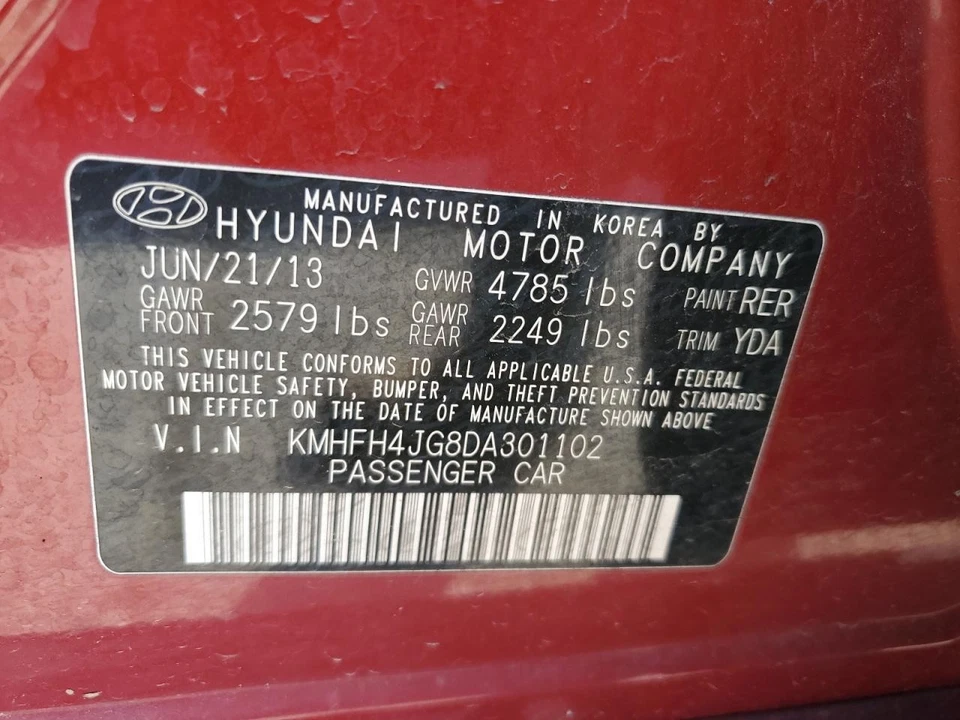 MANUFACTURED IN KOREA BY
HYUNDAI MOTOR COMPANY
JUN/21/13 GVWR 4785 lbs PAINT RER
GAWR FRONT 2579 lbs GAWR REAR 2249 lbs TRIM YDA
THIS VEHICLE CONFORMS TO ALL APPLICABLE U.S.A. FEDERAL
MOTOR VEHICLE SAFETY, BUMPER, AND THEFT PREVENTION STANDARDS
IN EFFECT ON THE DATE OF MANUFACTURE SHOWN ABOVE
V.I.N KMHFH4JG8DA301102
PASSENGER CAR